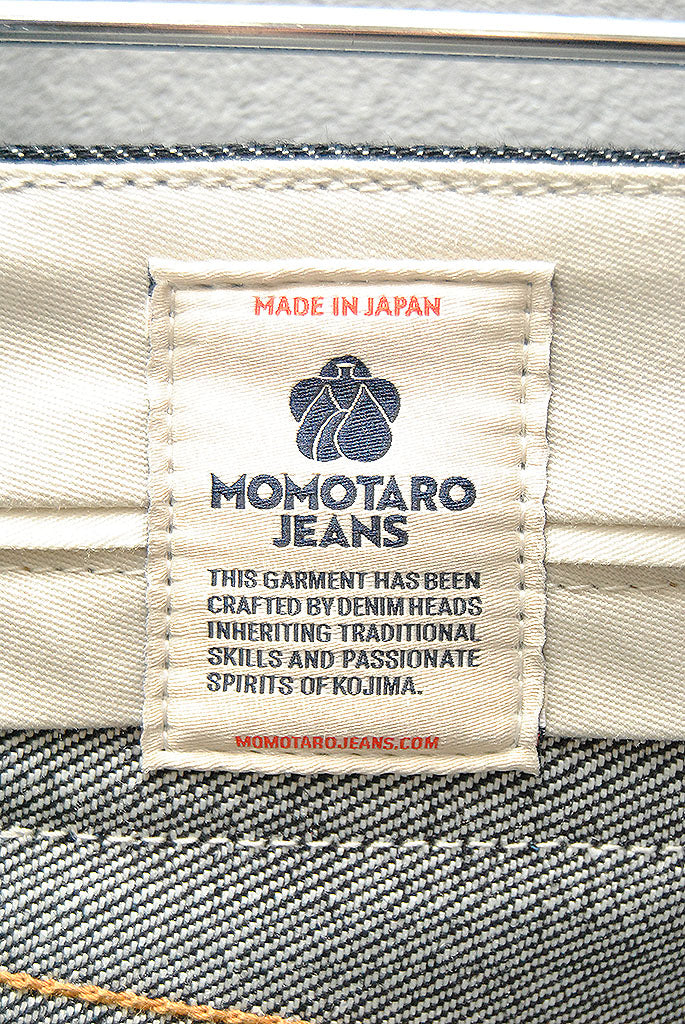 MADE IN JAPAN
MOMOTARO
JEANS
THIS GARMENT HAS BEEN
CRAFTED BY DENIM HEADS
INHERITING TRADITIONAL
SKILLS AND PASSIONATE
SPIRITS OF KOJIMA.
MOMOTAROJEANS.COM